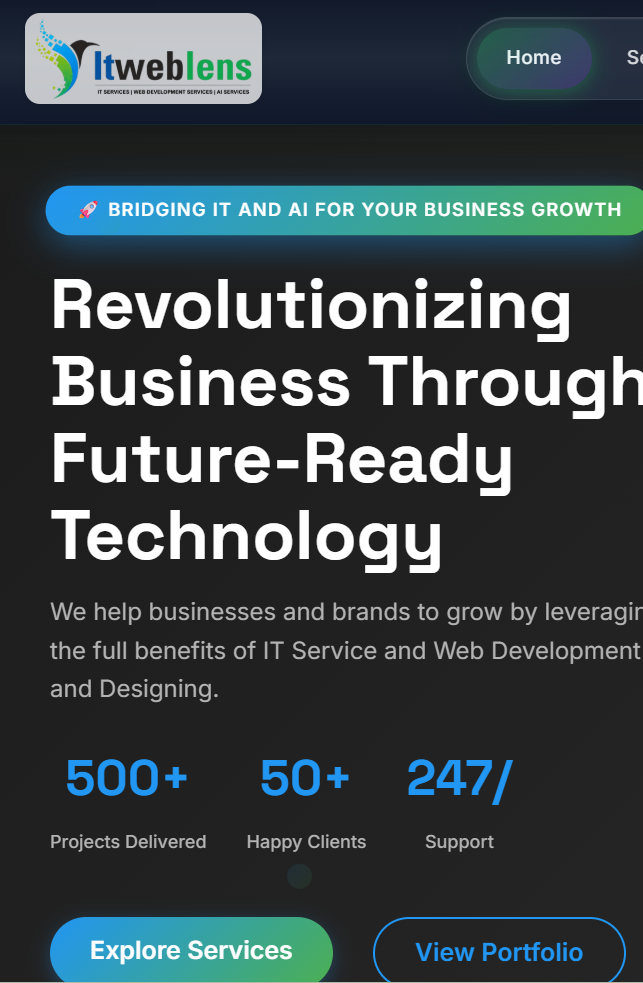 Itweblens
IT SERVICES | WEB DEVELOPMENT SERVICES | AI SERVICES
Home
Se
🚀 BRIDGING IT AND AI FOR YOUR BUSINESS GROWTH
Revolutionizing
Business Through
Future-Ready
Technology
We help businesses and brands to grow by leveragin
the full benefits of IT Service and Web Development
and Designing.
500+ 50+ 247/
Projects Delivered Happy Clients Support
Explore Services View Portfolio